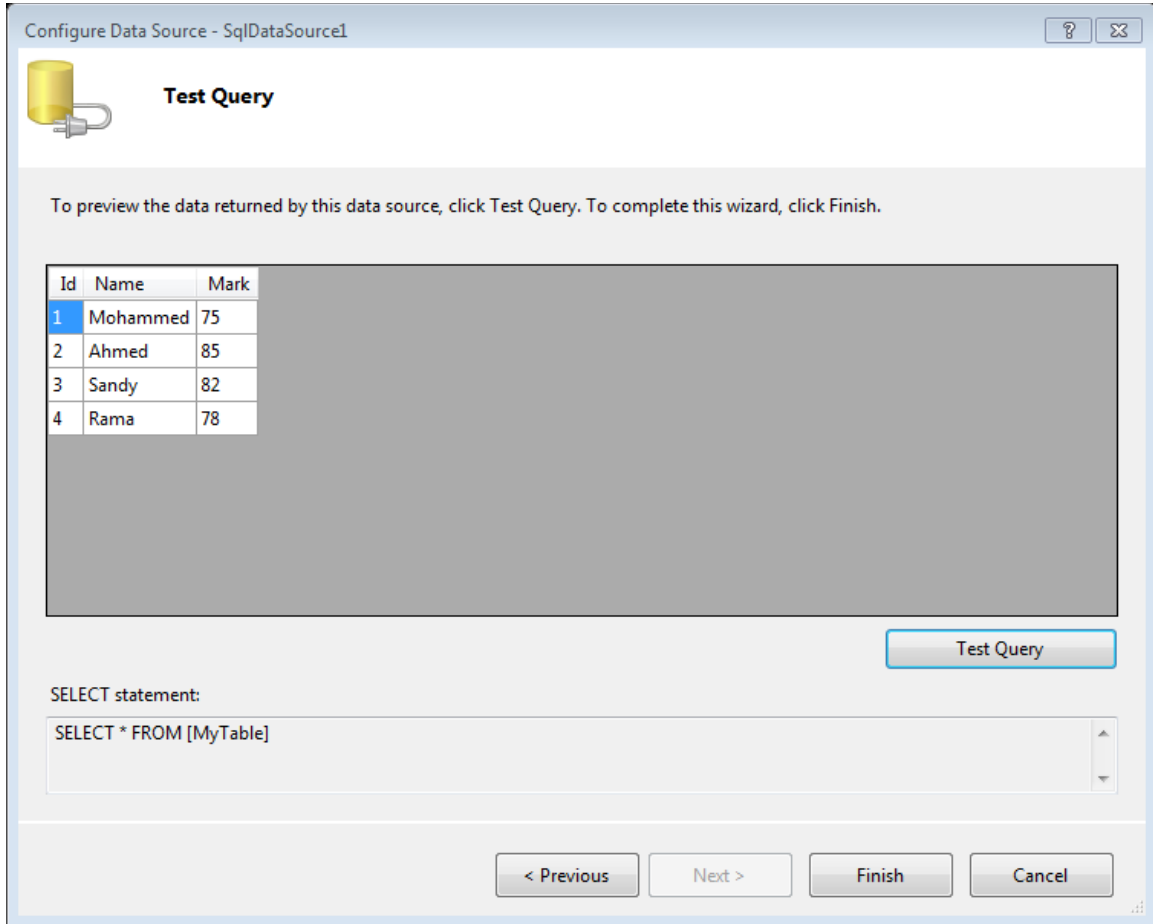 Configure Data Source - SqlDataSource1
Test Query
To preview the data returned by this data source, click Test Query. To complete this wizard, click Finish.
Id Name Mark
1 Mohammed 75
2 Ahmed 85
3 Sandy 82
4 Rama 78
Test Query
SELECT statement:
SELECT * FROM [MyTable]
< Previous Next > Finish Cancel